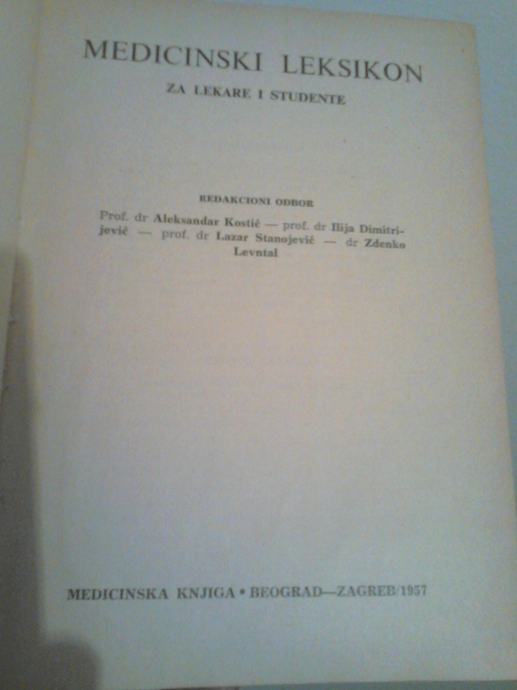 MEDICINSKI LEKSIKON
ZA LEKARE I STUDENTE
REDAKCIONI ODBOR
Prof. dr Aleksandar Kostić — prof. dr Ilija Dimitri-
jević — prof. dr Lazar Stanojević — dr Zdenko
Levntal
MEDICINSKA KNJIGA • BEOGRAD—ZAGREB/1957